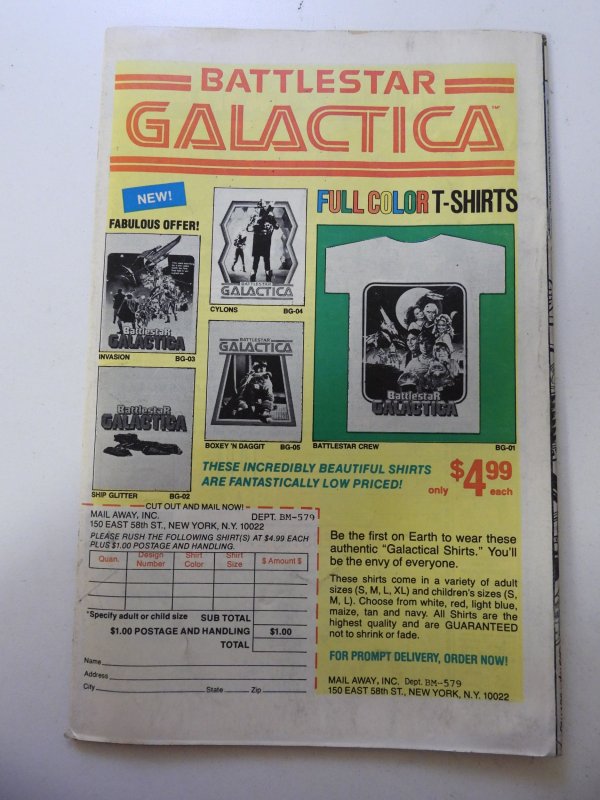 BATTLESTAR
GALACTICA™
NEW!
FABULOUS OFFER!
FULL COLOR T-SHIRTS
BATTLESTAR
GALACTICA
CYLONS BG-04
BattlestaR
GALACTICA
INVASION BG-03
BATTLESTAR
GALACTICA
BOXEY 'N DAGGIT BG-05
BattlestaR
GALACTICA
SHIP GLITTER BG-02
BattlestaR
GALACTICA
BATTLESTAR CREW BG-01
THESE INCREDIBLY BEAUTIFUL SHIRTS
ARE FANTASTICALLY LOW PRICED!
only $4.99 each
CUT OUT AND MAIL NOW!
MAIL AWAY, INC. DEPT. BM-579
150 EAST 58th ST., NEW YORK, N.Y. 10022
PLEASE RUSH THE FOLLOWING SHIRT(S) AT $4.99 EACH
PLUS $1.00 POSTAGE AND HANDLING.
Quan. Design Number Shirt Color Shirt Size $ Amount $
*Specify adult or child size SUB TOTAL
$1.00 POSTAGE AND HANDLING $1.00
TOTAL
Name
Address
City State Zip
Be the first on Earth to wear these
authentic "Galactical Shirts." You'll
be the envy of everyone.
These shirts come in a variety of adult
sizes (S, M, L, XL) and children's sizes (S,
M, L). Choose from white, red, light blue,
maize, tan and navy. All Shirts are the
highest quality and are GUARANTEED
not to shrink or fade.
FOR PROMPT DELIVERY, ORDER NOW!
MAIL AWAY, INC. Dept. BM-579
150 EAST 58th ST., NEW YORK, N.Y. 10022